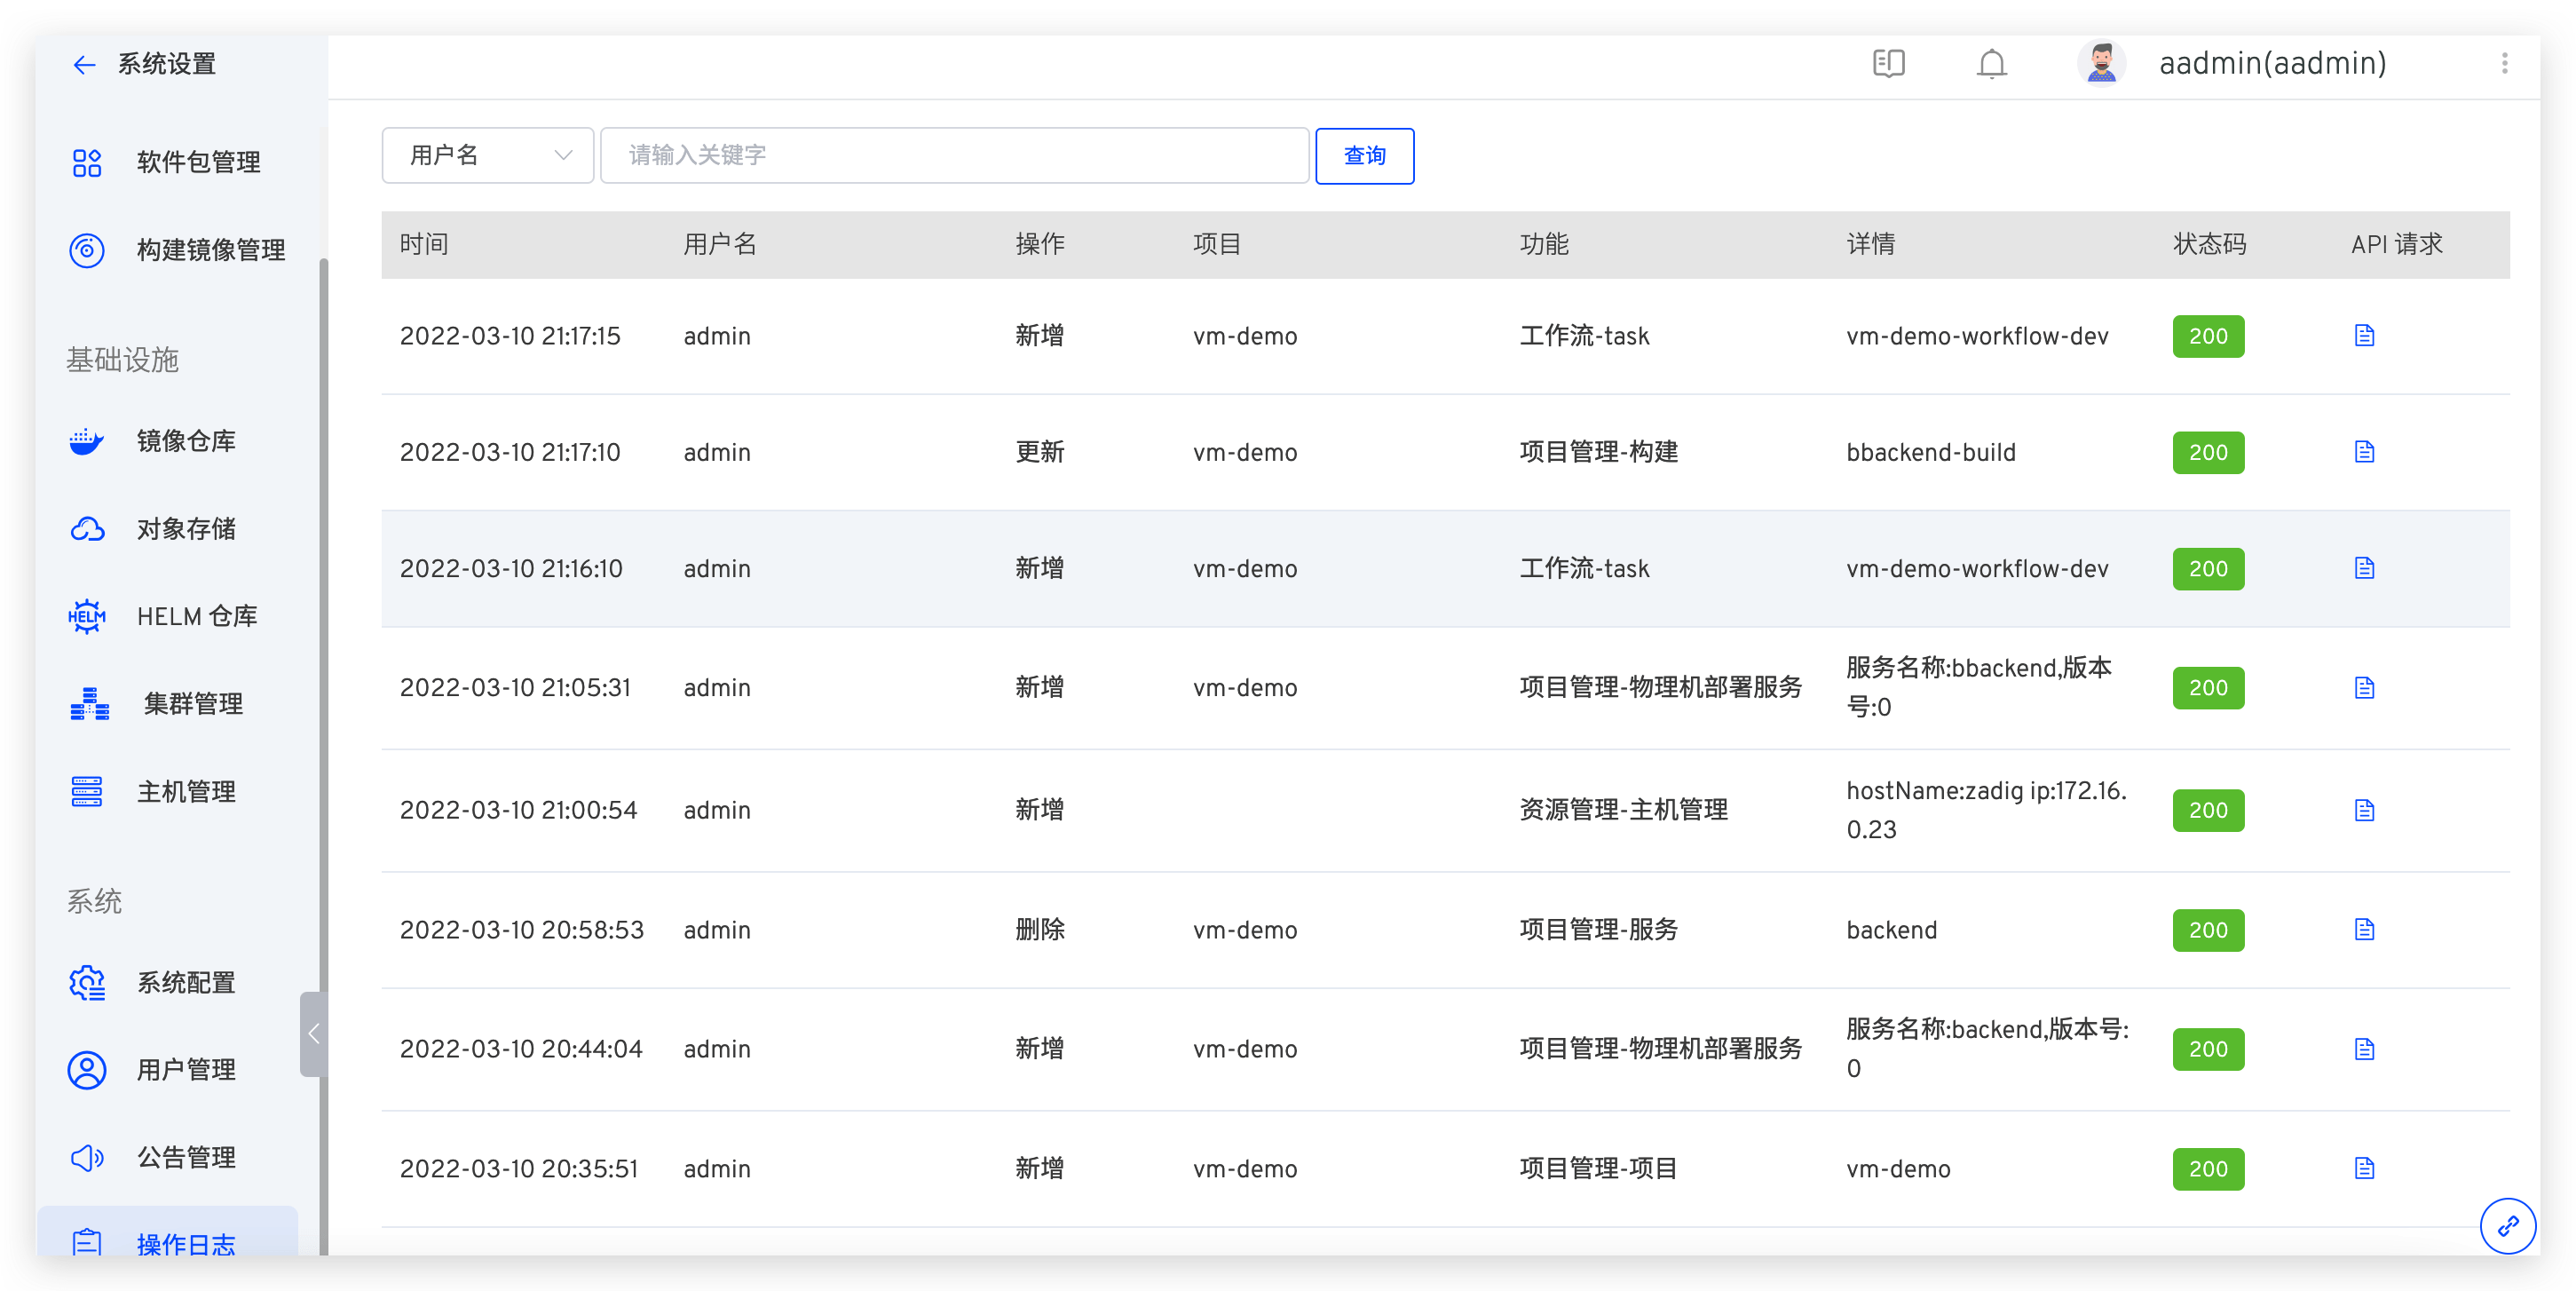 系统设置
aadmin(aadmin)
软件包管理
构建镜像管理
基础设施
镜像仓库
对象存储
HELM
HELM 仓库
集群管理
主机管理
系统
系统配置
用户管理
公告管理
操作日志
用户名
请输入关键字
查询
时间 用户名 操作 项目 功能 详情 状态码 API 请求
2022-03-10 21:17:15 admin 新增 vm-demo 工作流-task vm-demo-workflow-dev 200
2022-03-10 21:17:10 admin 更新 vm-demo 项目管理-构建 bbackend-build 200
2022-03-10 21:16:10 admin 新增 vm-demo 工作流-task vm-demo-workflow-dev 200
2022-03-10 21:05:31 admin 新增 vm-demo 项目管理-物理机部署服务 服务名称:bbackend,版本
号:0
200
2022-03-10 21:00:54 admin 新增 资源管理-主机管理 hostName:zadig ip:172.16.
0.23
200
2022-03-10 20:58:53 admin 删除 vm-demo 项目管理-服务 backend 200
2022-03-10 20:44:04 admin 新增 vm-demo 项目管理-物理机部署服务 服务名称:backend,版本号:
0
200
2022-03-10 20:35:51 admin 新增 vm-demo 项目管理-项目 vm-demo 200